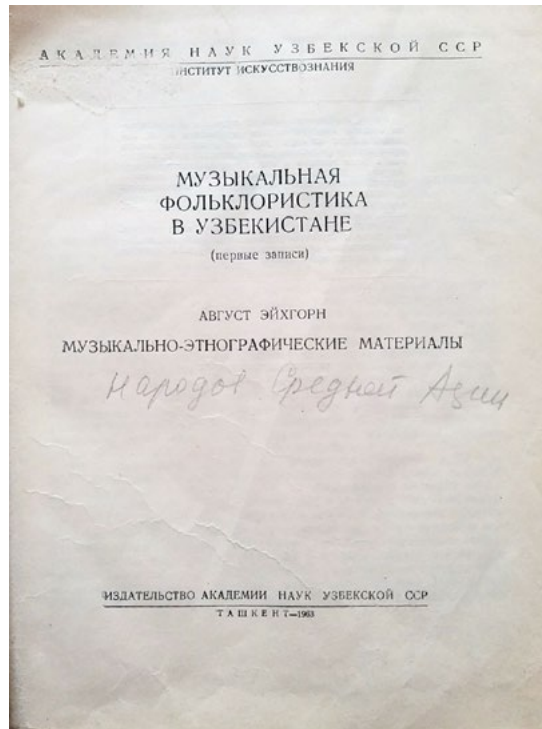 АКАДЕМИЯ НАУК УЗБЕКСКОЙ ССР
ИНСТИТУТ ИСКУССТВОЗНАНИЯ
МУЗЫКАЛЬНАЯ
ФОЛЬКЛОРИСТИКА
В УЗБЕКИСТАНЕ
(первые записи)
АВГУСТ ЭЙХГОРН
МУЗЫКАЛЬНО-ЭТНОГРАФИЧЕСКИЕ МАТЕРИАЛЫ
Народов Средней Азии
ИЗДАТЕЛЬСТВО АКАДЕМИИ НАУК УЗБЕКСКОЙ ССР
ТАШКЕНТ—1963